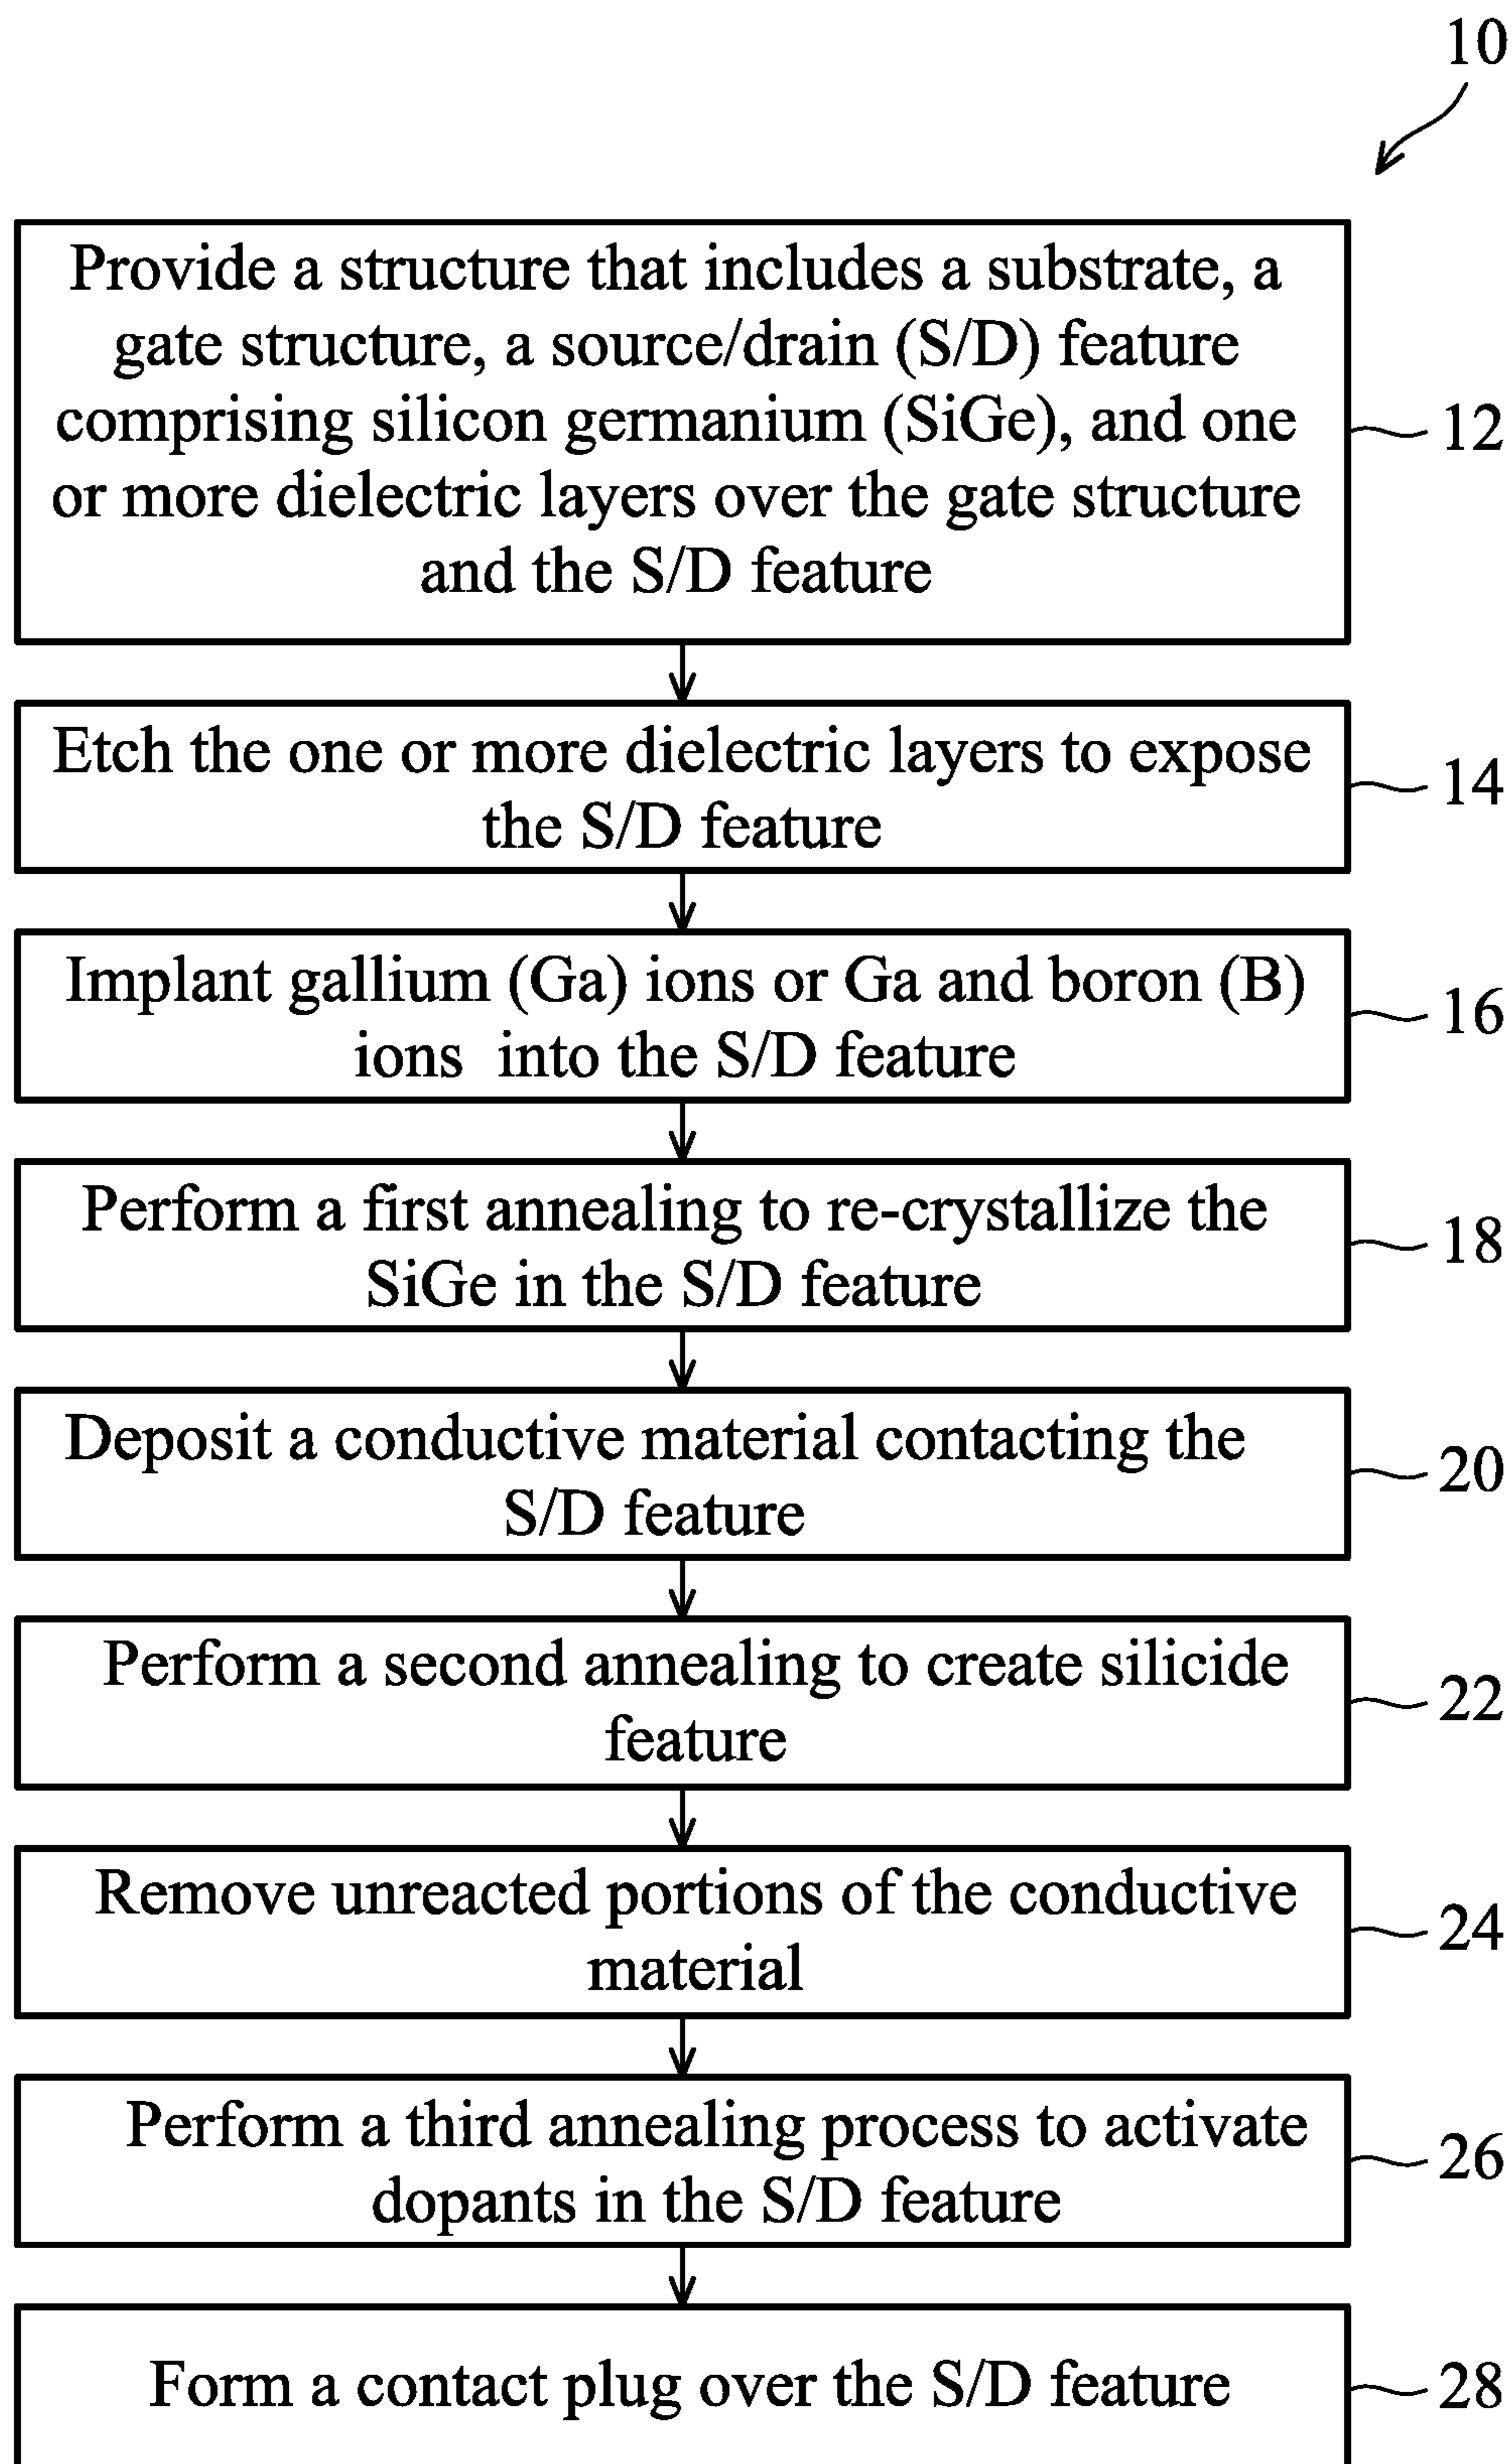 10
Provide a structure that includes a substrate, a
gate structure, a source/drain (S/D) feature
comprising silicon germanium (SiGe), and one
or more dielectric layers over the gate structure
and the S/D feature
12
Etch the one or more dielectric layers to expose
the S/D feature
14
Implant gallium (Ga) ions or Ga and boron (B)
ions into the S/D feature
16
Perform a first annealing to re-crystallize the
SiGe in the S/D feature
18
Deposit a conductive material contacting the
S/D feature
20
Perform a second annealing to create silicide
feature
22
Remove unreacted portions of the conductive
material
24
Perform a third annealing process to activate
dopants in the S/D feature
26
Form a contact plug over the S/D feature
28